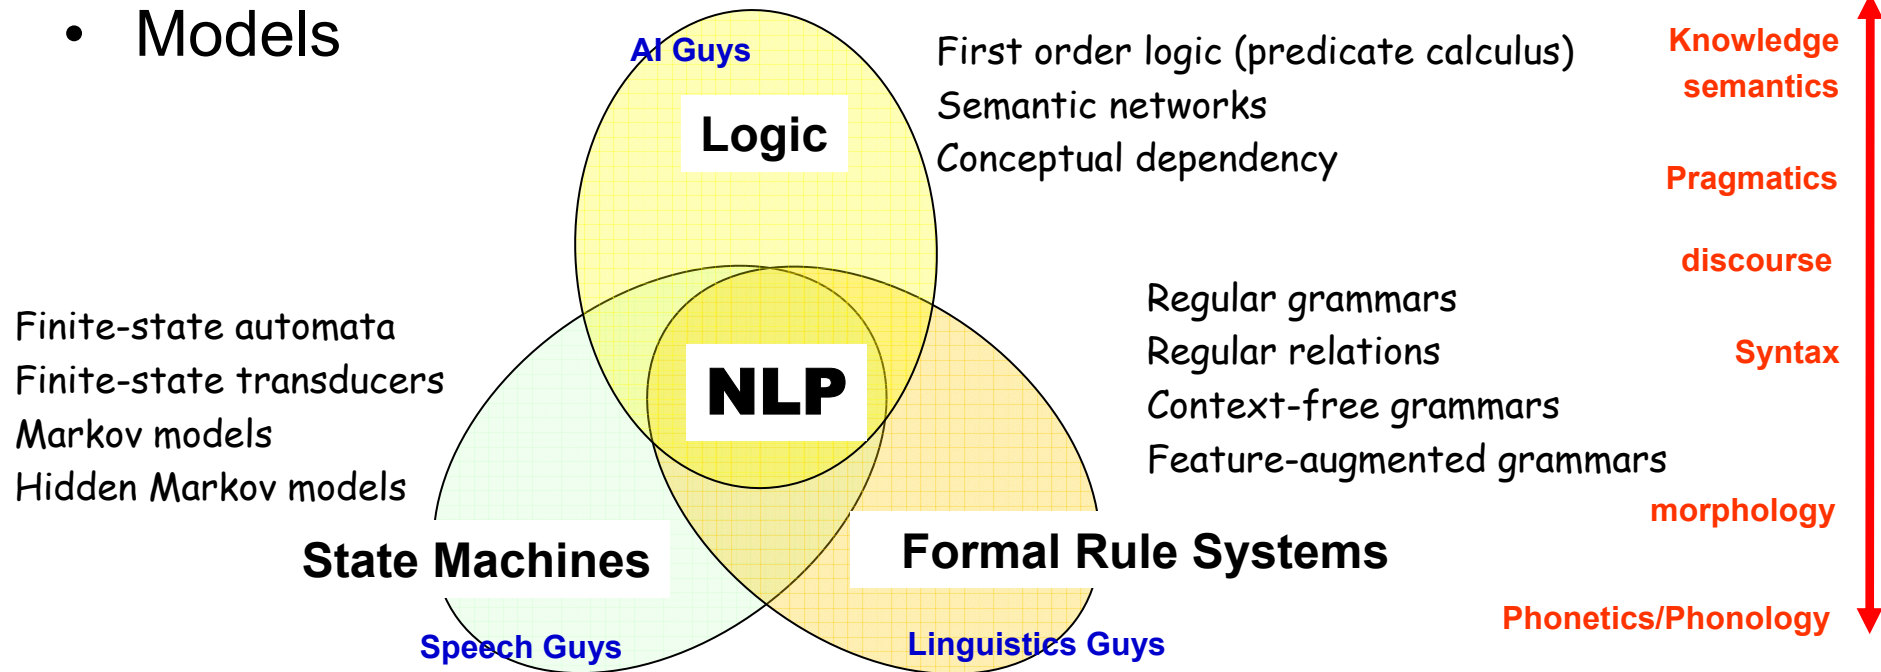 • Models
AI Guys
Logic
First order logic (predicate calculus)
Semantic networks
Conceptual dependency
Finite-state automata
Finite-state transducers
Markov models
Hidden Markov models
NLP
Regular grammars
Regular relations
Context-free grammars
Feature-augmented grammars
State Machines
Formal Rule Systems
Speech Guys
Linguistics Guys
Knowledge
semantics
Pragmatics
discourse
Syntax
morphology
Phonetics/Phonology